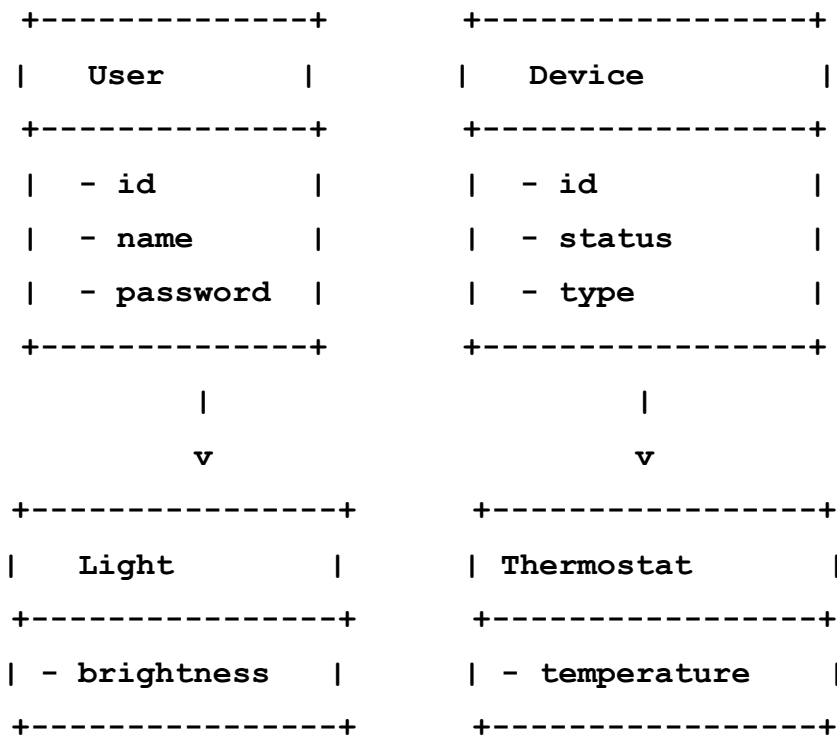 +---------------+ +-----------------+
| User | | Device |
+---------------+ +-----------------+
| - id | | - id |
| - name | | - status |
| - password | | - type |
+---------------+ +-----------------+
| |
v v
+----------------+ +------------------+
| Light | | Thermostat |
+----------------+ +------------------+
| - brightness | | - temperature |
+----------------+ +------------------+